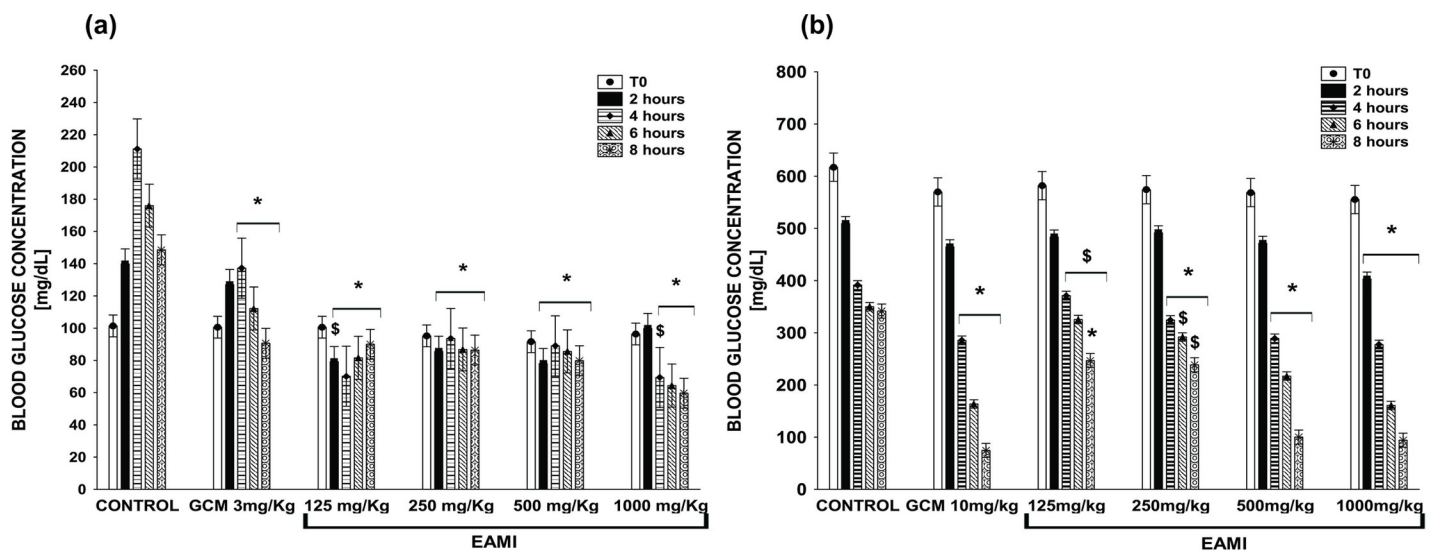 (a)
BLOOD GLUCOSE CONCENTRATION
[mg/dL]
260
240
220
200
180
160
140
120
100
80
60
40
20
0
T0
2 hours
4 hours
6 hours
8 hours
*
*
$
*
*
*
$
CONTROL GCM 3mg/Kg 125 mg/Kg 250 mg/Kg 500 mg/Kg 1000 mg/Kg
EAMI
(b)
BLOOD GLUCOSE CONCENTRATION
[mg/dL]
800
700
600
500
400
300
200
100
0
T0
2 hours
4 hours
6 hours
8 hours
*
$
*
*
$
$
*
*
CONTROL GCM 10mg/kg 125mg/kg 250mg/kg 500mg/kg 1000mg/kg
EAMI